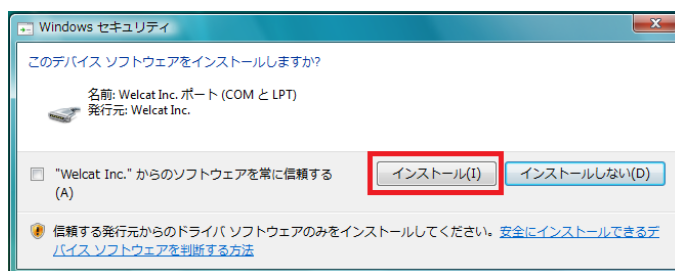 Windows セキュリティ
このデバイス ソフトウェアをインストールしますか?
名前: Welcat Inc. ポート (COM と LPT)
発行元: Welcat Inc.
"Welcat Inc." からのソフトウェアを常に信頼する
(A)
インストール(I)
インストールしない(D)
信頼する発行元からのドライバ ソフトウェアのみをインストールしてください。安全にインストールできるデ
バイス ソフトウェアを判断する方法